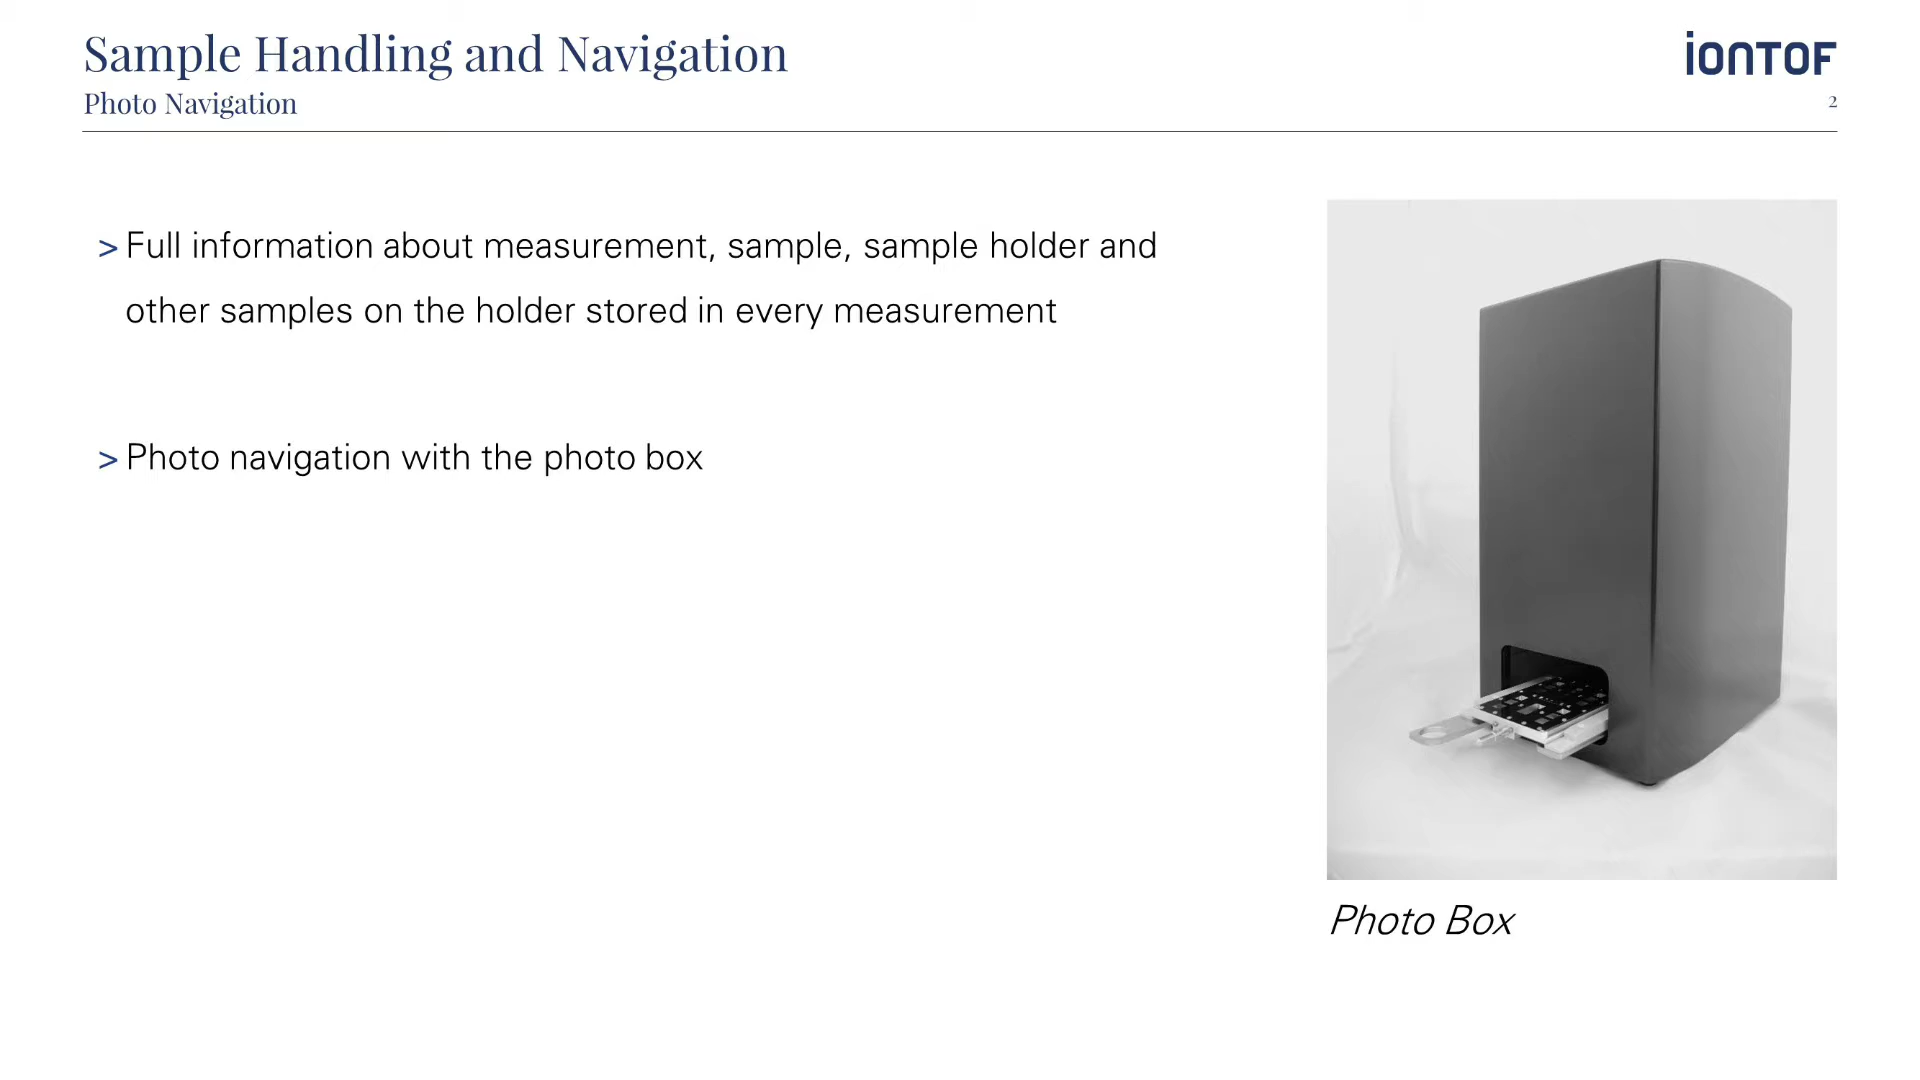 Sample Handling and Navigation
iontof
Photo Navigation
2
> Full information about measurement, sample, sample holder and
other samples on the holder stored in every measurement
> Photo navigation with the photo box
Photo Box